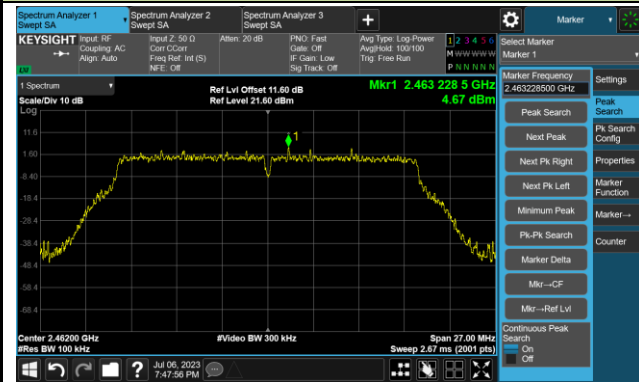 Spectrum Analyzer 1
Swept SA
Spectrum Analyzer 2
Swept SA
Spectrum Analyzer 3
Swept SA
+
Marker
KEYSIGHT
Input: RF
Coupling: AC
Align: Auto
Input Z: 50 Ω
Corr CCorr
Freq Ref: Int (S)
NFE: Off
Atten: 20 dB
PNO: Fast
Gate: Off
IF Gain: Low
Sig Track: Off
Avg Type: Log-Power
Avg|Hold: 100/100
Trig: Free Run
1 2 3 4 5 6
M W W W W W
P N N N N N
Select Marker
Marker 1
1 Spectrum
Scale/Div 10 dB
Log
Ref Lvl Offset 11.60 dB
Ref Level 21.60 dBm
Mkr1 2.463 228 5 GHz
4.67 dBm
11.6
1.60
-8.40
-18.4
-28.4
-38.4
-48.4
-58.4
-68.4
1
Center 2.46200 GHz
#Res BW 100 kHz
#Video BW 300 kHz
Span 27.00 MHz
Sweep 2.67 ms (2001 pts)
Marker Frequency
2.463228500 GHz
Peak Search
Next Peak
Next Pk Right
Next Pk Left
Minimum Peak
Pk-Pk Search
Marker Delta
Mkr→CF
Mkr→Ref Lvl
Continuous Peak
Search
On
Off
Settings
Peak
Search
Pk Search
Config
Properties
Marker
Function
Marker→
Counter
?
Jul 06, 2023
7:47:56 PM